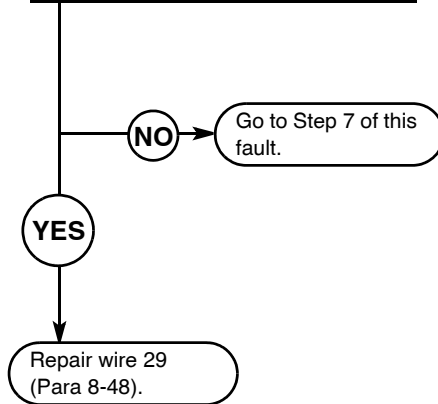 NO
Go to Step 7 of this
fault.
YES
Repair wire 29
(Para 8-48).